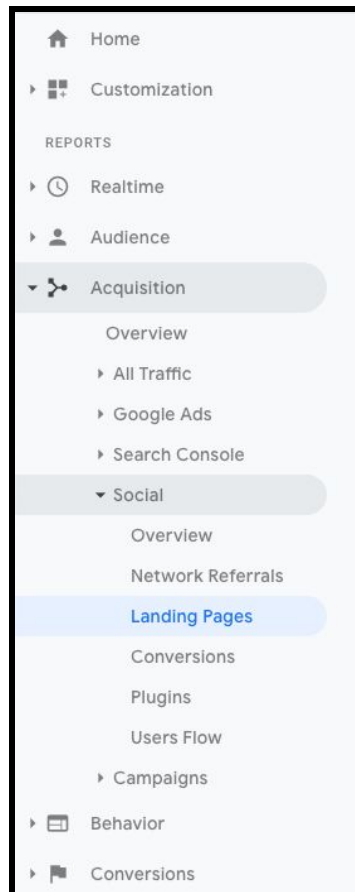 Home
Customization
REPORTS
Realtime
Audience
Acquisition
Overview
All Traffic
Google Ads
Search Console
Social
Overview
Network Referrals
Landing Pages
Conversions
Plugins
Users Flow
Campaigns
Behavior
Conversions